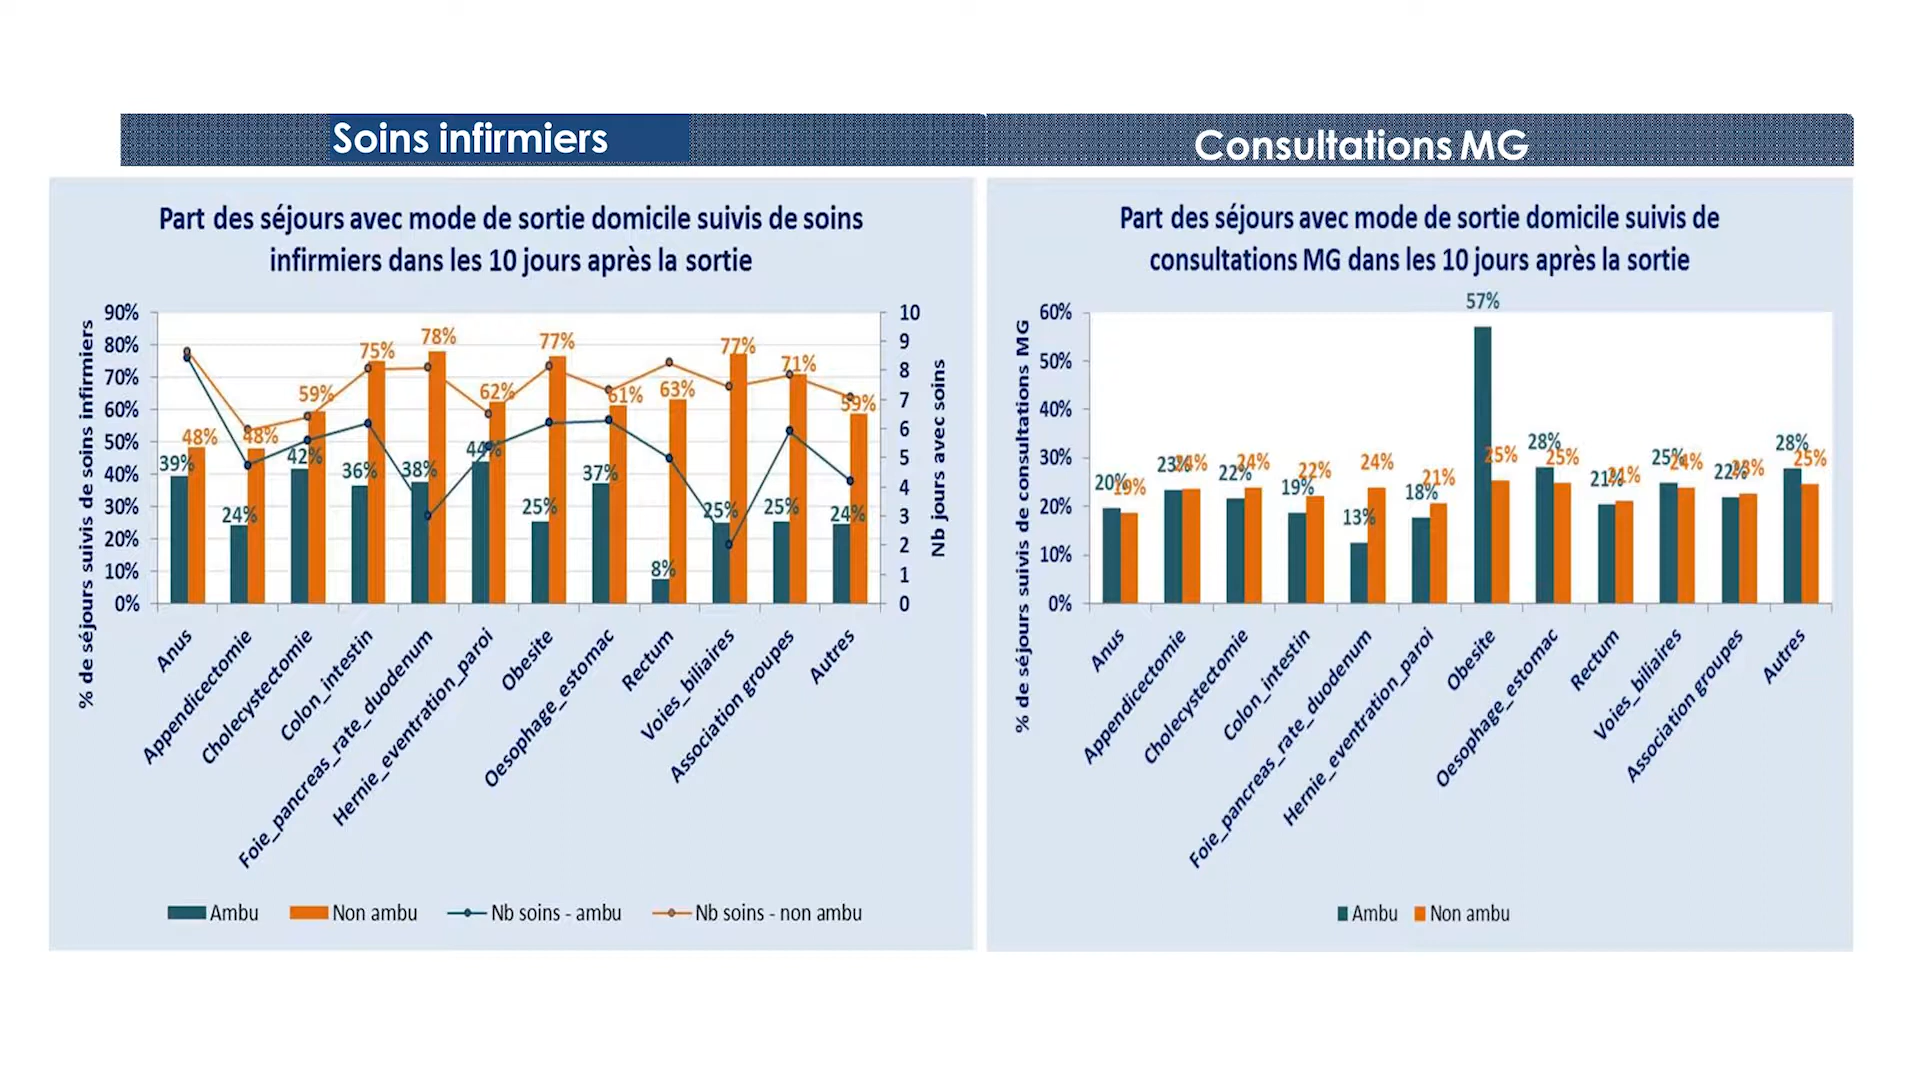 Soins infirmiers
Consultations MG
Part des séjours avec mode de sortie domicile suivis de soins
infirmiers dans les 10 jours après la sortie
% de séjours suivis de soins infirmiers
90%
80%
70%
60%
50%
40%
30%
20%
10%
0%
39%
48%
24%
48%
42%
59%
36%
75%
38%
78%
44%
62%
25%
77%
37%
61%
8%
63%
25%
77%
25%
71%
24%
59%
10
9
8
7
6
5
4
3
2
1
0
Nb jours avec soins
Anus
Appendicectomie
Cholecystectomie
Colon_intestin
Foie_pancreas_rate_duodenum
Hernie_eventration_paroi
Obesite
Oesophage_estomac
Rectum
Voies_biliaires
Association groupes
Autres
Ambu
Non ambu
Nb soins - ambu
Nb soins - non ambu
Part des séjours avec mode de sortie domicile suivis de
consultations MG dans les 10 jours après la sortie
% de séjours suivis de consultations MG
60%
50%
40%
30%
20%
10%
0%
20%
19%
23%
24%
22%
24%
19%
22%
13%
24%
18%
21%
57%
25%
28%
25%
21%
21%
25%
24%
22%
23%
28%
25%
Anus
Appendicectomie
Cholecystectomie
Colon_intestin
Foie_pancreas_rate_duodenum
Hernie_eventration_paroi
Obesite
Oesophage_estomac
Rectum
Voies_biliaires
Association groupes
Autres
Ambu
Non ambu